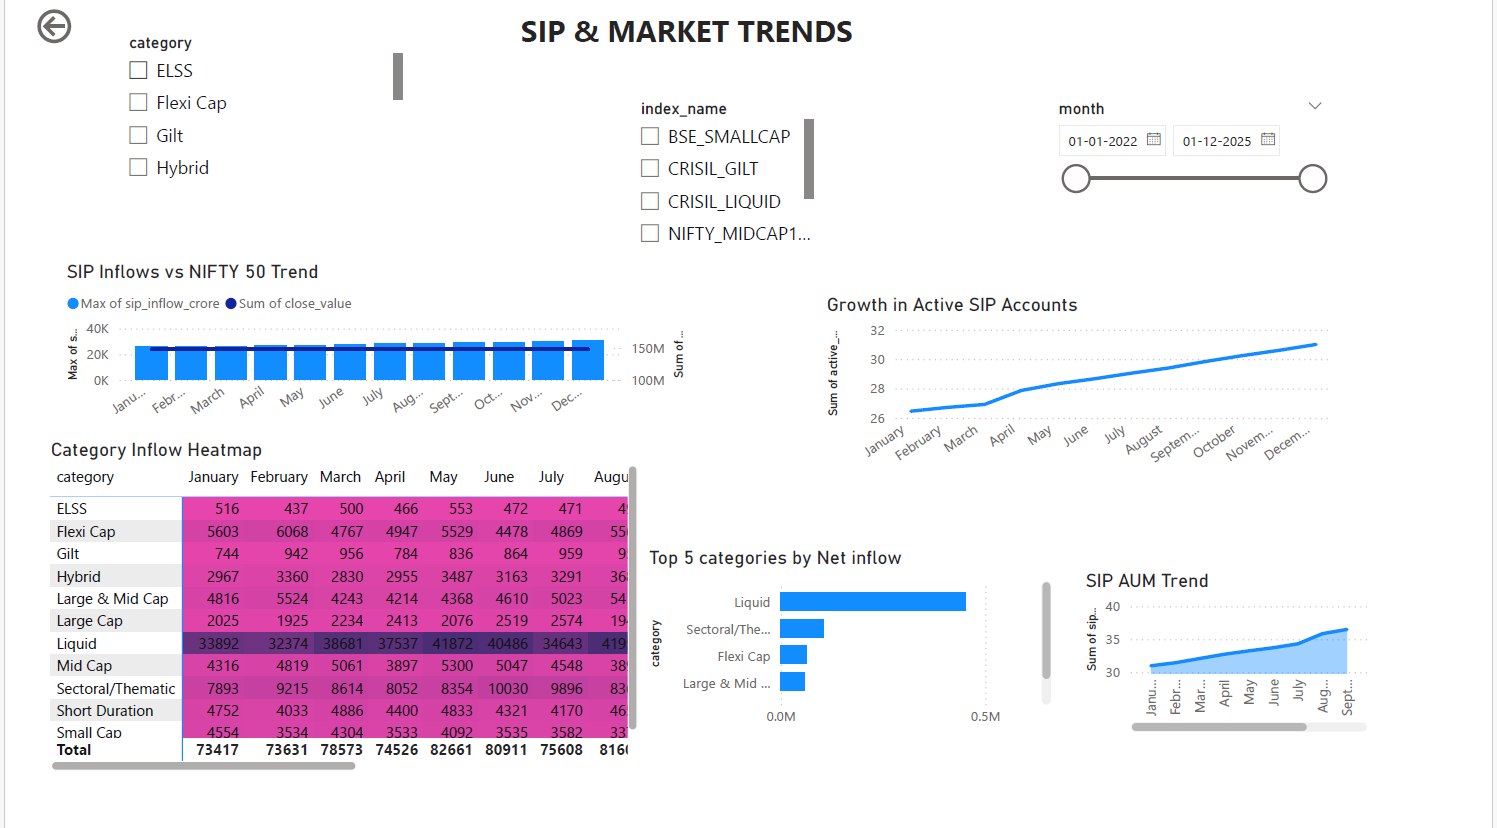 SIP & MARKET TRENDS
category
ELSS
Flexi Cap
Gilt
Hybrid
index_name
BSE_SMALLCAP
CRISIL_GILT
CRISIL_LIQUID
NIFTY_MIDCAP1...
month
01-01-2022 01-12-2025
SIP Inflows vs NIFTY 50 Trend
Max of sip_inflow_crore Sum of close_value
Max of s...
40K
20K
0K
150M
100M
Sum of...
Janu... Febr... March April May June July Aug... Sept... Oct... Nov... Dec...
Growth in Active SIP Accounts
Sum of active_...
32
30
28
26
January February March April May June July August Septem... October Novem... Decem...
Category Inflow Heatmap
category January February March April May June July Augu
ELSS 516 437 500 466 553 472 471
Flexi Cap 5603 6068 4767 4947 5529 4478 4869
Gilt 744 942 956 784 836 864 959
Hybrid 2967 3360 2830 2955 3487 3163 3291
Large & Mid Cap 4816 5524 4243 4214 4368 4610 5023
Large Cap 2025 1925 2234 2413 2076 2519 2574
Liquid 33892 32374 38681 37537 41872 40486 34643
Mid Cap 4316 4819 5061 3897 5300 5047 4548
Sectoral/Thematic 7893 9215 8614 8052 8354 10030 9896
Short Duration 4752 4033 4886 4400 4833 4321 4170
Small Cap 4554 3534 4304 3533 4092 3535 3582
Total 73417 73631 78573 74526 82661 80911 75608
Top 5 categories by Net inflow
category
Liquid
Sectoral/The...
Flexi Cap
Large & Mid ...
0.0M 0.5M
SIP AUM Trend
Sum of sip...
40
35
30
Janu... Febr... Mar... April May June July Aug... Sept...